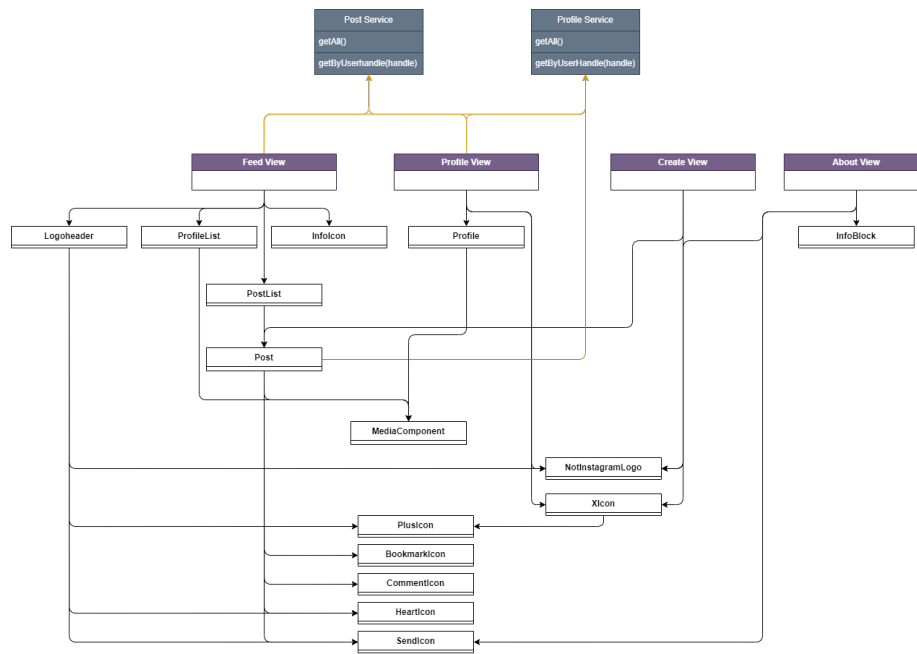 Post Service
getAll()
getByUserhandle(handle)
Profile Service
getAll()
getByUserHandle(handle)
Feed View
Profile View
Create View
About View
Logoheader
ProfileList
InfoIcon
Profile
InfoBlock
PostList
Post
MediaComponent
NotInstagramLogo
XIcon
PlusIcon
BookmarkIcon
CommentIcon
HeartIcon
SendIcon